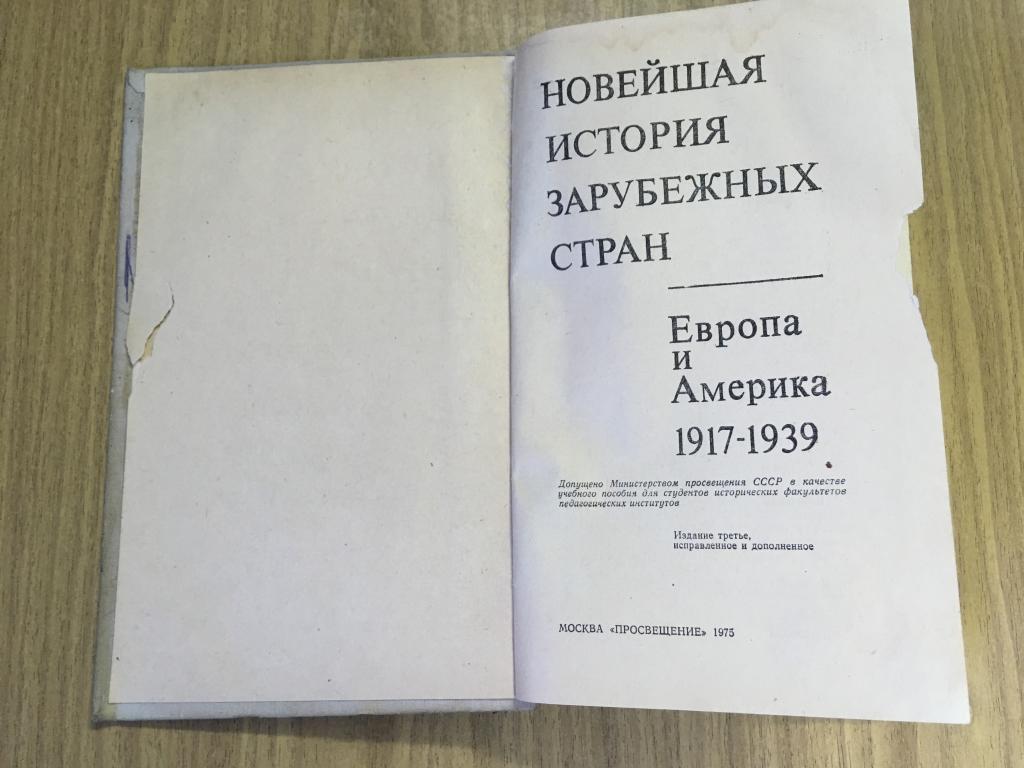 НОВЕЙШАЯ
ИСТОРИЯ
ЗАРУБЕЖНЫХ
СТРАН
Европа
и
Америка
1917-1939
Допущено Министерством просвещения СССР в качестве
учебного пособия для студентов исторических факультетов
педагогических институтов
Издание третье,
исправленное и дополненное
МОСКВА «ПРОСВЕЩЕНИЕ» 1975